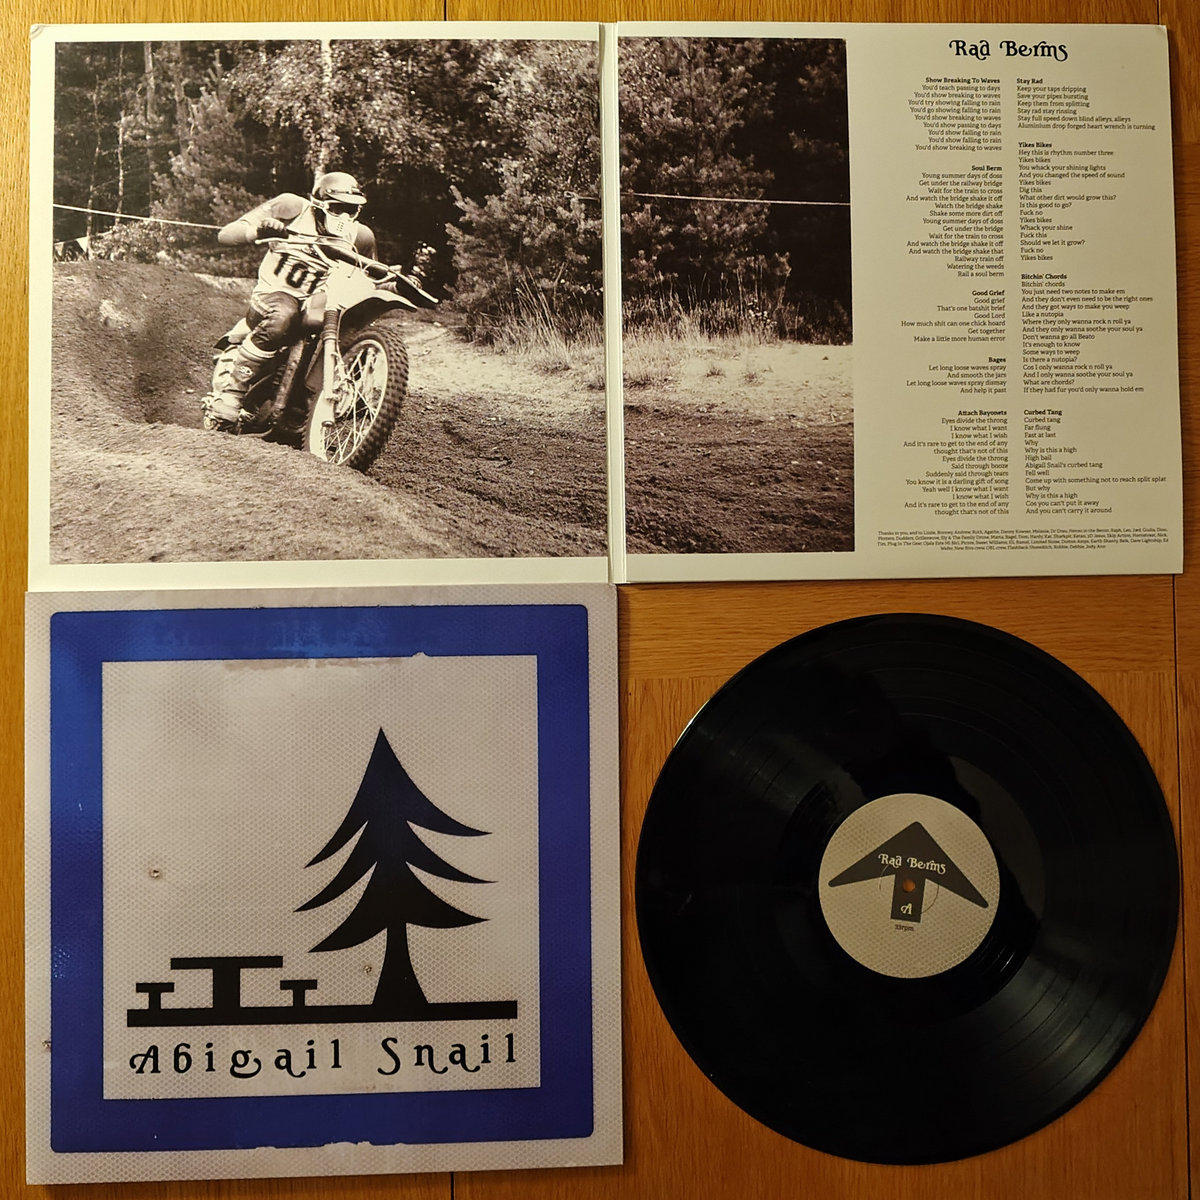 101
Rad Berms
Show Breaking To Waves
You'd teach passing to days
You'd show breaking to waves
You'd try showing falling to rain
You'd go showing falling to rain
You'd show breaking to waves
You'd show passing to days
You'd show falling to rain
You'd show falling to rain
You'd show breaking to waves
Soul Berm
Young summer days of doss
Get under the railway bridge
Wait for the train to cross
And watch the bridge shake it off
Watch the bridge shake
Shake some more dirt off
Young summer days of doss
Get under the bridge
Wait for the train to cross
And watch the bridge shake it off
And watch the bridge shake that
Railway train off
Watering the weeds
Rail a soul berm
Good Grief
Good grief
That's one batshit brief
Good Lord
How much shit can one chick hoard
Get together
Make a little more human error
Bages
Let long loose waves spray
And smooth the jars
Let long loose waves spray dismay
And help it past
Attach Bayonets
Eyes divide the throng
I know what I want
I know what I wish
And it's rare to get to the end of any
thought that's not of this
Eyes divide the throng
Said through booze
Suddenly said through tears
You know it is a darling gift of song
Yeah well I know what I want
I know what I wish
And it's rare to get to the end of any
thought that's not of this
Stay Rad
Keep your taps dripping
Save your pipes bursting
Keep them from splitting
Stay rad stay rinsing
Stay full speed down blind alleys, alleys
Aluminium drop forged heart wrench is turning
Yikes Bikes
Hey this is rhythm number three
Yikes bikes
You whack your shining lights
And you changed the speed of sound
Yikes bikes
Dig this
What other dirt would grow this?
Is this good to go?
Fuck no
Yikes bikes
Whack your shine
Fuck this
Should we let it grow?
Fuck no
Yikes bikes
Bitchin' Chords
Bitchin' chords
You just need two notes to make em
And they don't even need to be the right ones
And they got ways to make you weep
Like a nutopia
Where they only wanna rock n roll ya
And they only wanna soothe your soul ya
Don't wanna go all Beato
It's enough to know
Some ways to weep
Is there a nutopia?
Cos I only wanna rock n roll ya
And I only wanna soothe your soul ya
What are chords?
If they had fur you'd only wanna hold em
Curbed Tang
Curbed tang
Far flung
Fast at last
Why
Why is this a high
High bail
Abigail Snail's curbed tang
Fell well
Come up with something not to reach split splat
But why
Why is this a high
Cos you can't put it away
And you can't carry it around
Abigail Snail
Rad Berms
A
33rpm